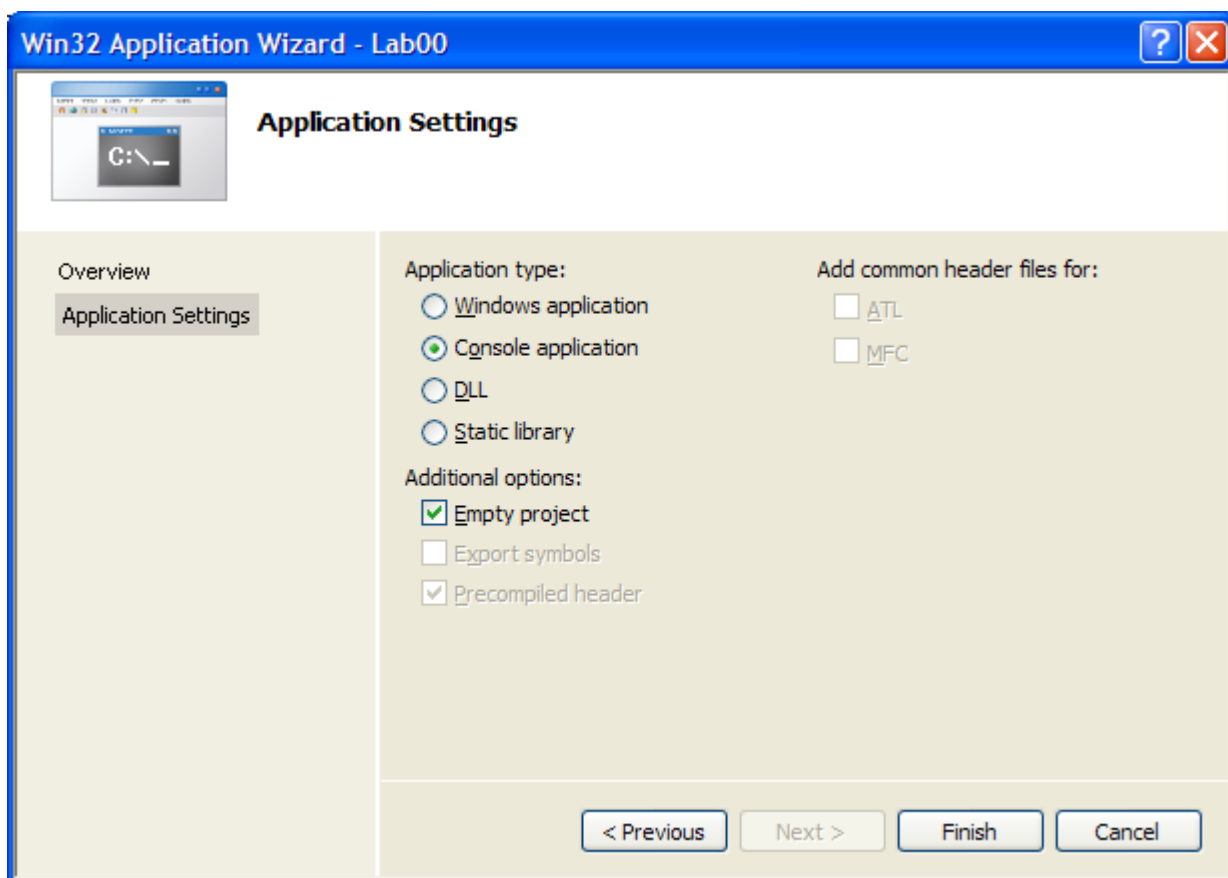 Win32 Application Wizard - Lab00
C:\_
Application Settings
Overview
Application Settings
Application type:
Windows application
Console application
DLL
Static library
Additional options:
Empty project
Export symbols
Precompiled header
Add common header files for:
ATL
MFC
< Previous
Next >
Finish
Cancel